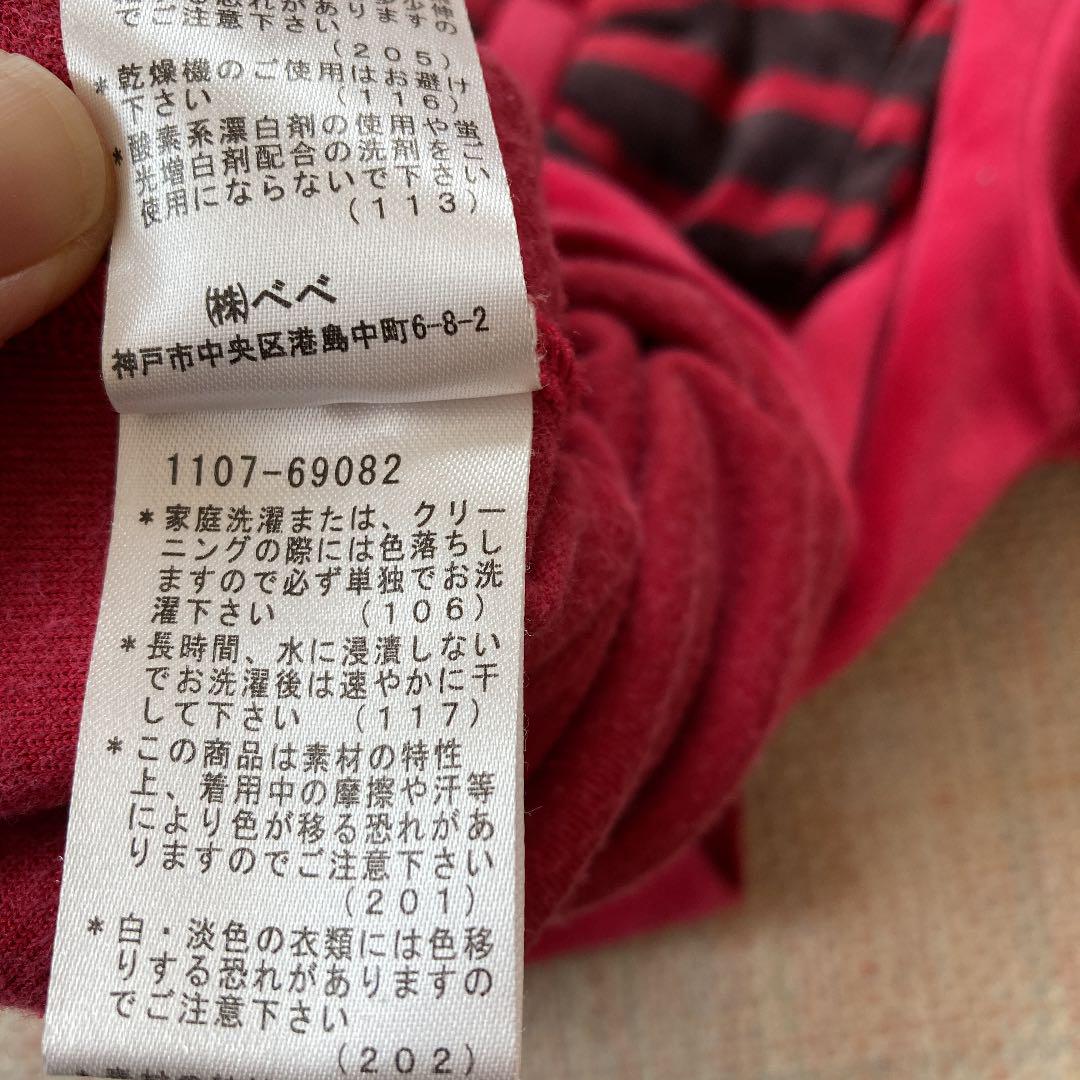 (205)
*乾燥機のご使用はお避け
下さい (116)
*酸素系漂白剤の使用や蛍
光増白剤配合の洗剤をご
使用にならないで下さい
(113)
㈱べべ
神戸市中央区港島中町6-8-2
1107-69082
*家庭洗濯または、クリー
ニングの際には色落ちし
ますので必ず単独でお洗
濯下さい (106)
*長時間、水に浸漬しない
でお洗濯後は速やかに干
して下さい (117)
*この商品は素材の特性
上、着用中の摩擦や汗等
により色が移る恐れがあ
りますのでご注意下さい
(201)
*白・淡色の衣類には色移
りする恐れがありますの
でご注意下さい
(202)